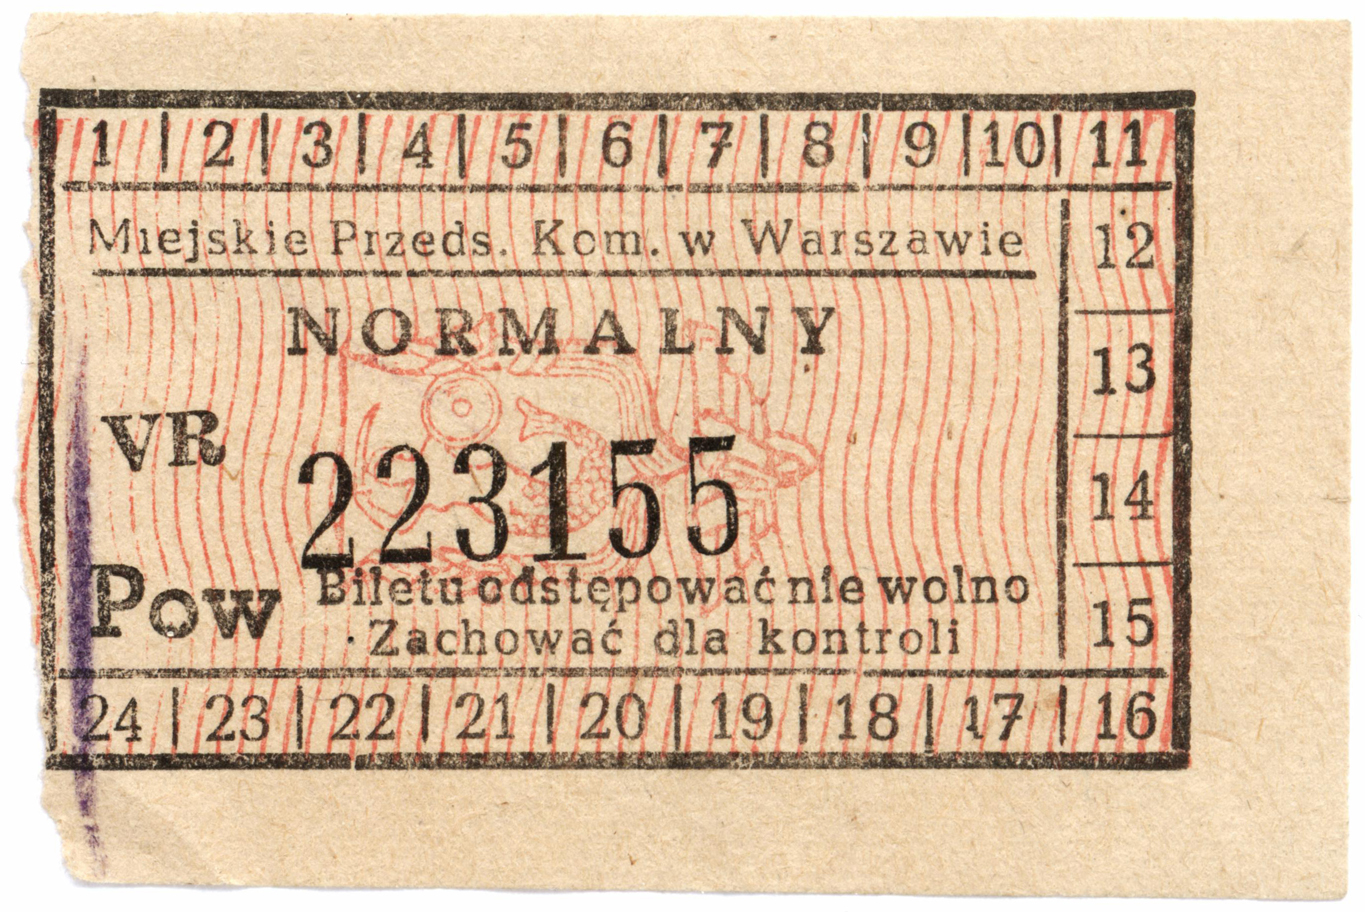 1 | 2 | 3 | 4 | 5 | 6 | 7 | 8 | 9 | 10 | 11
Miejskie Przeds. Kom. w Warszawie
12
NORMALNY
13
VR
223155
14
Pow
Biletu odstępować nie wolno
Zachować dla kontroli
15
24 | 23 | 22 | 21 | 20 | 19 | 18 | 17 | 16